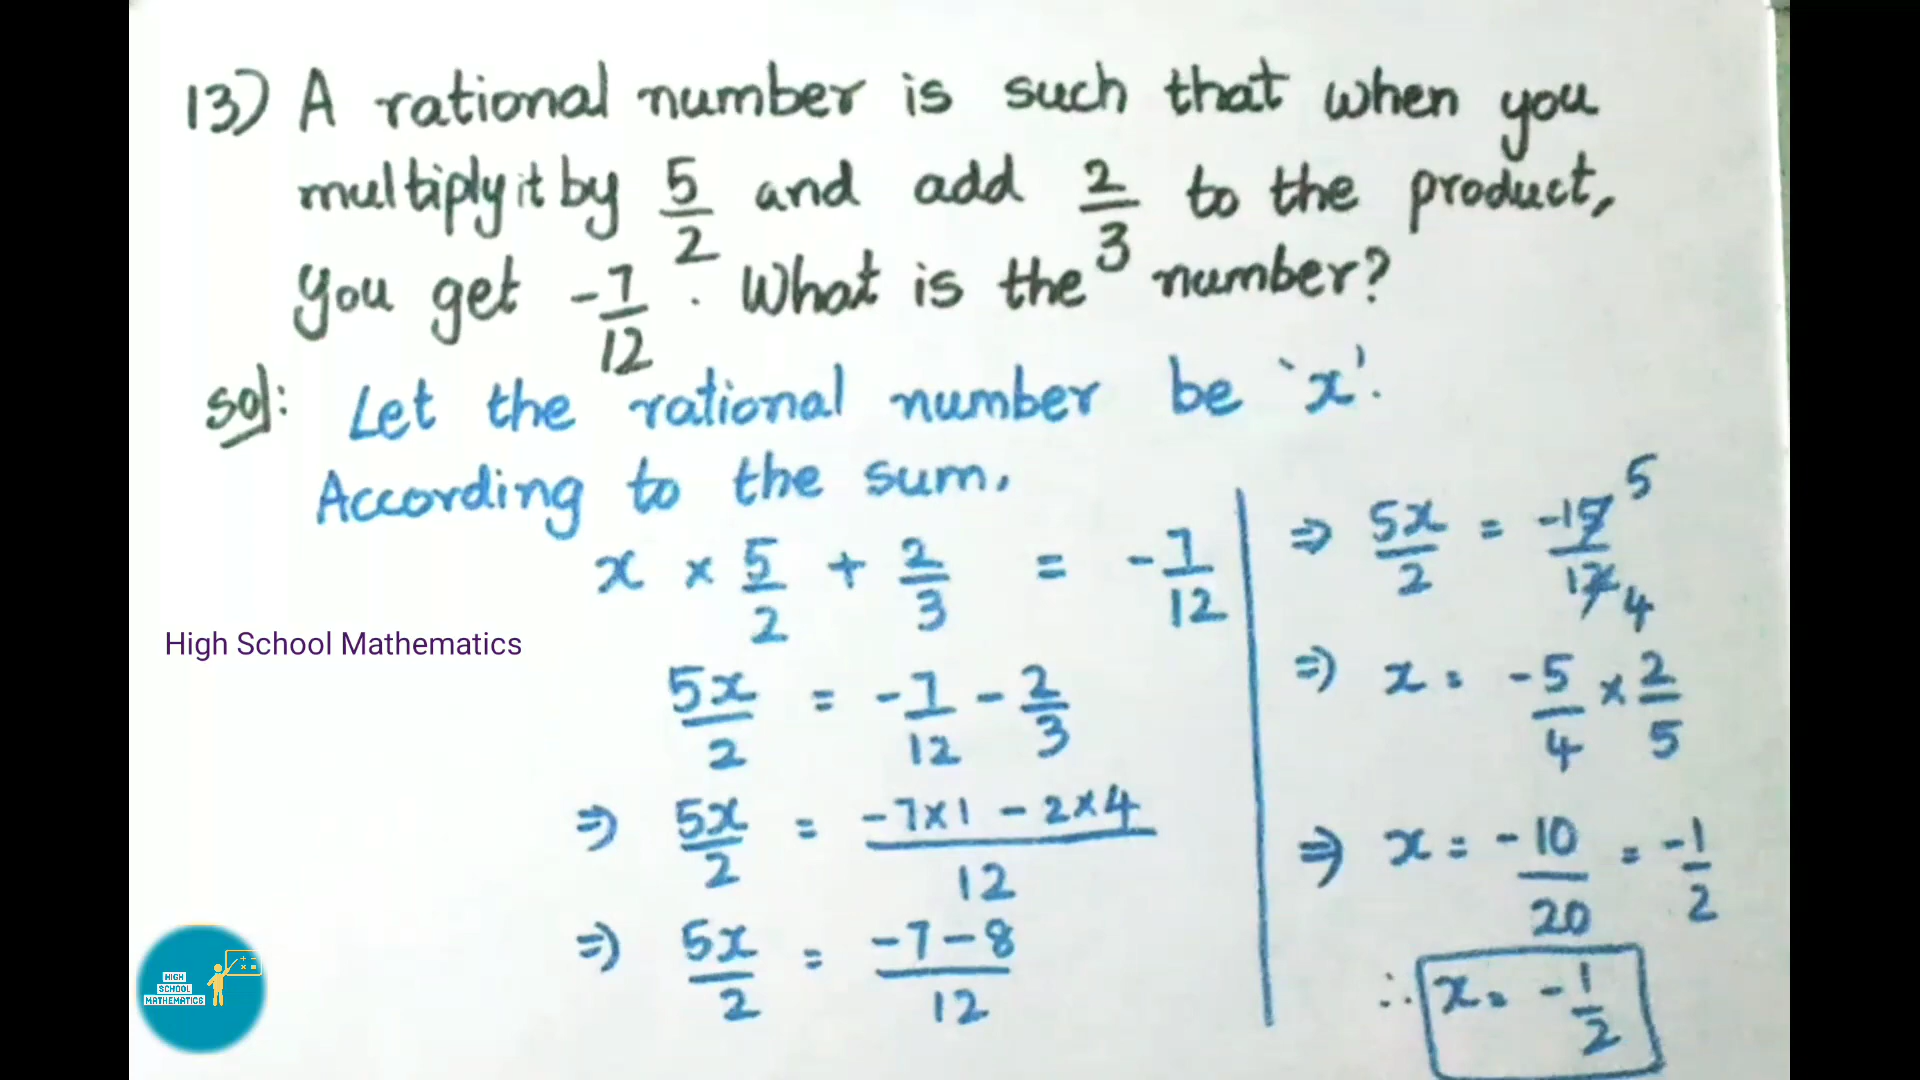 13) A rational number is such that when you
multiply it by 5/2 and add 2/3 to the product,
you get -7/12. What is the number?
Sol: Let the rational number be 'x'.
According to the sum,
x × 5/2 + 2/3 = -7/12
High School Mathematics
5x/2 = -7/12 - 2/3
⇒ 5x/2 = (-7×1 - 2×4)/12
⇒ 5x/2 = (-7-8)/12
⇒ 5x/2 = -15/12 5 4
⇒ x = -5/4 × 2/5
⇒ x = -10/20 = -1/2
∴ x = -1/2
HIGH
SCHOOL
MATHEMATICS